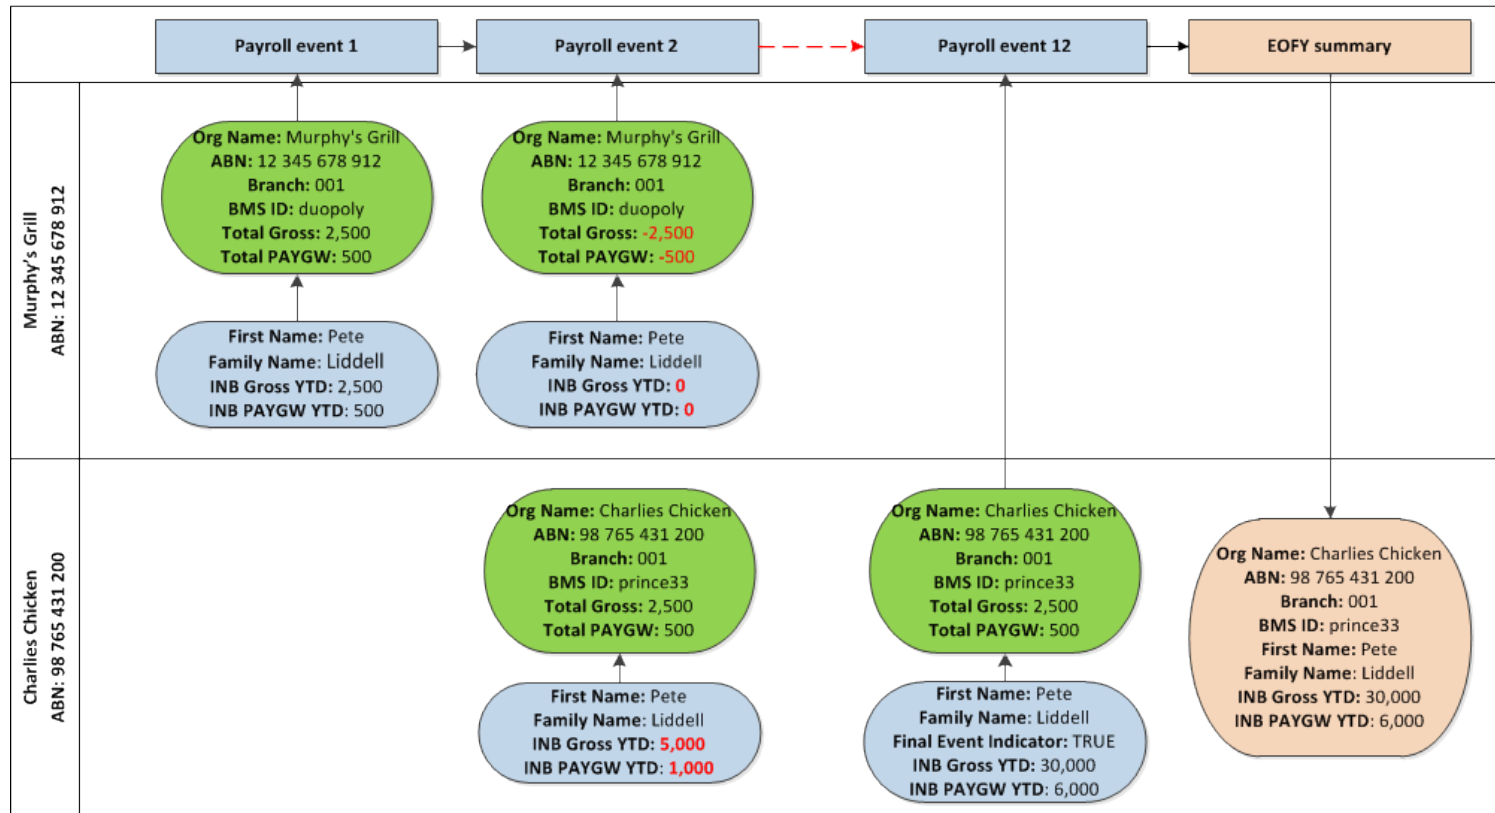 Payroll event 1
Payroll event 2
Payroll event 12
EOFY summary
Murphy's Grill
ABN: 12 345 678 912
Org Name: Murphy's Grill
ABN: 12 345 678 912
Branch: 001
BMS ID: duopoly
Total Gross: 2,500
Total PAYGW: 500
Org Name: Murphy's Grill
ABN: 12 345 678 912
Branch: 001
BMS ID: duopoly
Total Gross: -2,500
Total PAYGW: -500
First Name: Pete
Family Name: Liddell
INB Gross YTD: 2,500
INB PAYGW YTD: 500
First Name: Pete
Family Name: Liddell
INB Gross YTD: 0
INB PAYGW YTD: 0
Charlies Chicken
ABN: 98 765 431 200
Org Name: Charlies Chicken
ABN: 98 765 431 200
Branch: 001
BMS ID: prince33
Total Gross: 2,500
Total PAYGW: 500
Org Name: Charlies Chicken
ABN: 98 765 431 200
Branch: 001
BMS ID: prince33
Total Gross: 2,500
Total PAYGW: 500
Org Name: Charlies Chicken
ABN: 98 765 431 200
Branch: 001
BMS ID: prince33
First Name: Pete
Family Name: Liddell
INB Gross YTD: 30,000
INB PAYGW YTD: 6,000
First Name: Pete
Family Name: Liddell
INB Gross YTD: 5,000
INB PAYGW YTD: 1,000
First Name: Pete
Family Name: Liddell
Final Event Indicator: TRUE
INB Gross YTD: 30,000
INB PAYGW YTD: 6,000